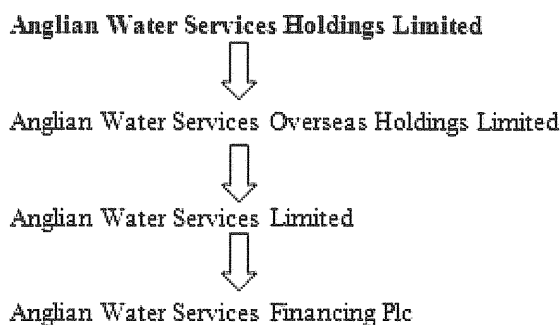 Anglian Water Services Holdings Limited
Anglian Water Services Overseas Holdings Limited
Anglian Water Services Limited
Anglian Water Services Financing Plc